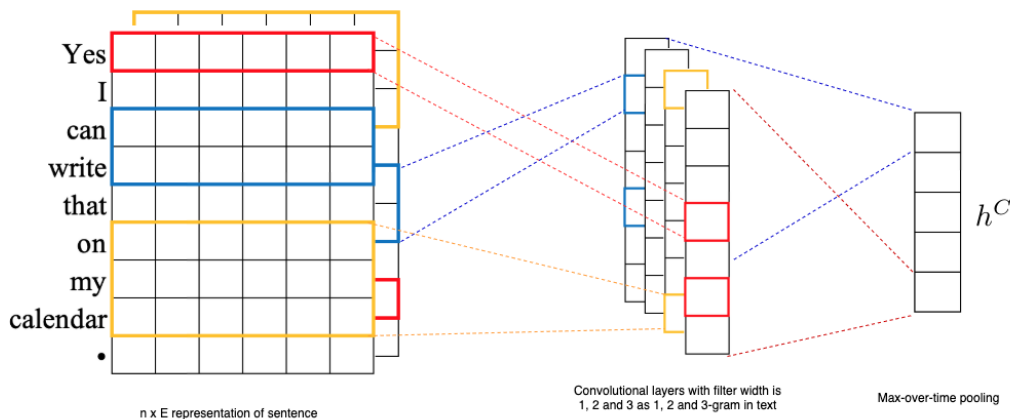 Yes
I
can
write
that
on
my
calendar
.
n x E representation of sentence
Convolutional layers with filter width is
1, 2 and 3 as 1, 2 and 3-gram in text
Max-over-time pooling
h^C